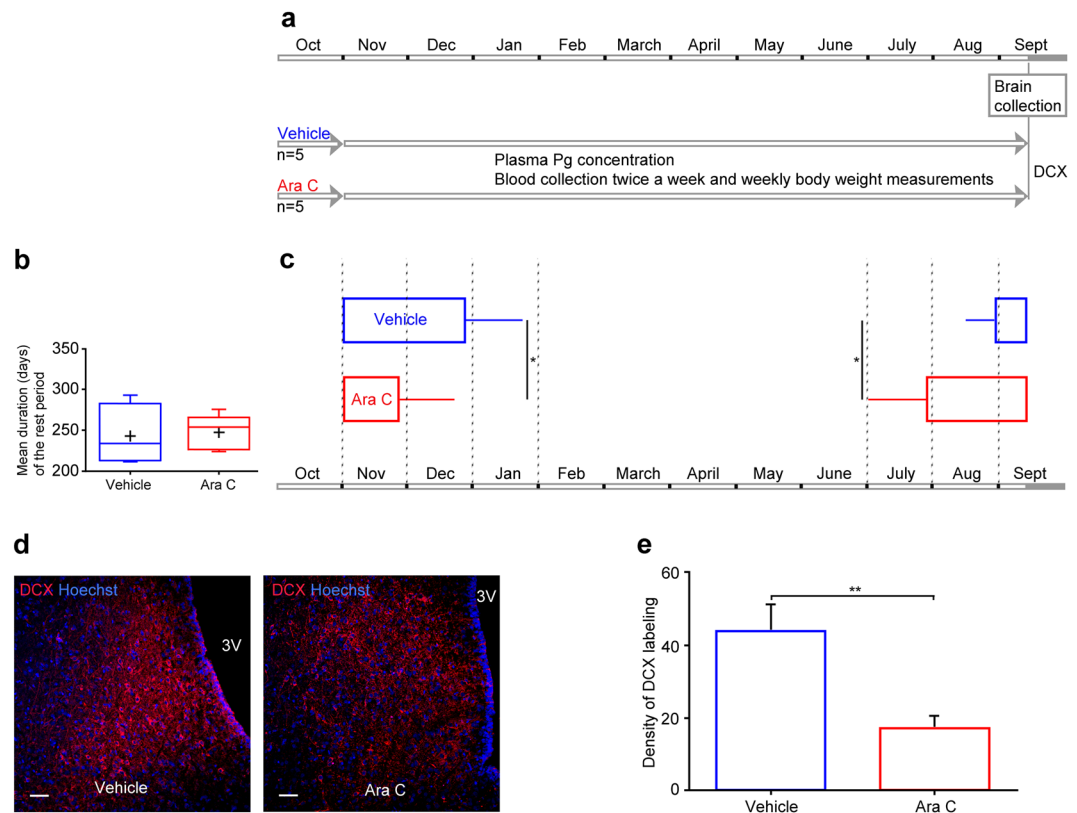 a
Oct Nov Dec Jan Feb March April May June July Aug Sept
Brain
collection
Vehicle
n=5
Plasma Pg concentration
Blood collection twice a week and weekly body weight measurements
DCX
Ara C
n=5
b
Mean duration (days)
of the rest period
350
300
250
200
Vehicle Ara C
c
Vehicle
*
*
Ara C
Oct Nov Dec Jan Feb March April May June July Aug Sept
d
DCX Hoechst
3V
Vehicle
DCX Hoechst
3V
Ara C
e
Density of DCX labeling
60
40
20
0
**
Vehicle Ara C